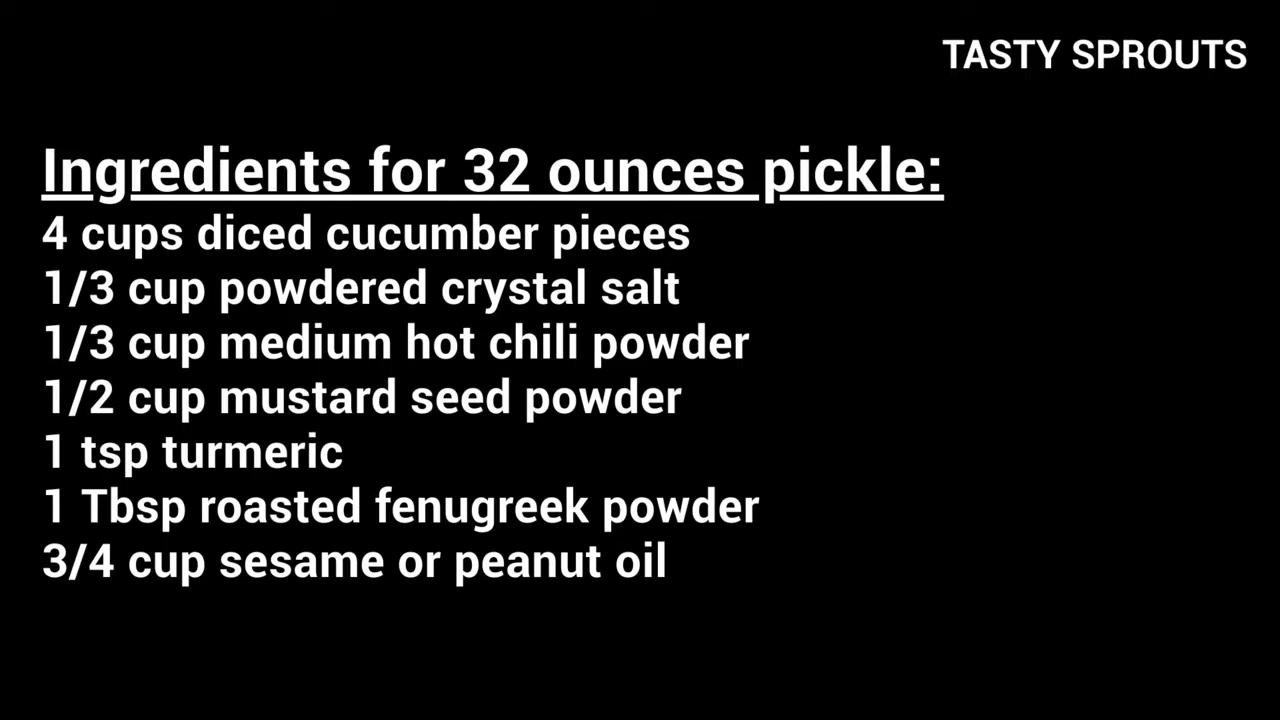 TASTY SPROUTS
Ingredients for 32 ounces pickle:
4 cups diced cucumber pieces
1/3 cup powdered crystal salt
1/3 cup medium hot chili powder
1/2 cup mustard seed powder
1 tsp turmeric
1 Tbsp roasted fenugreek powder
3/4 cup sesame or peanut oil